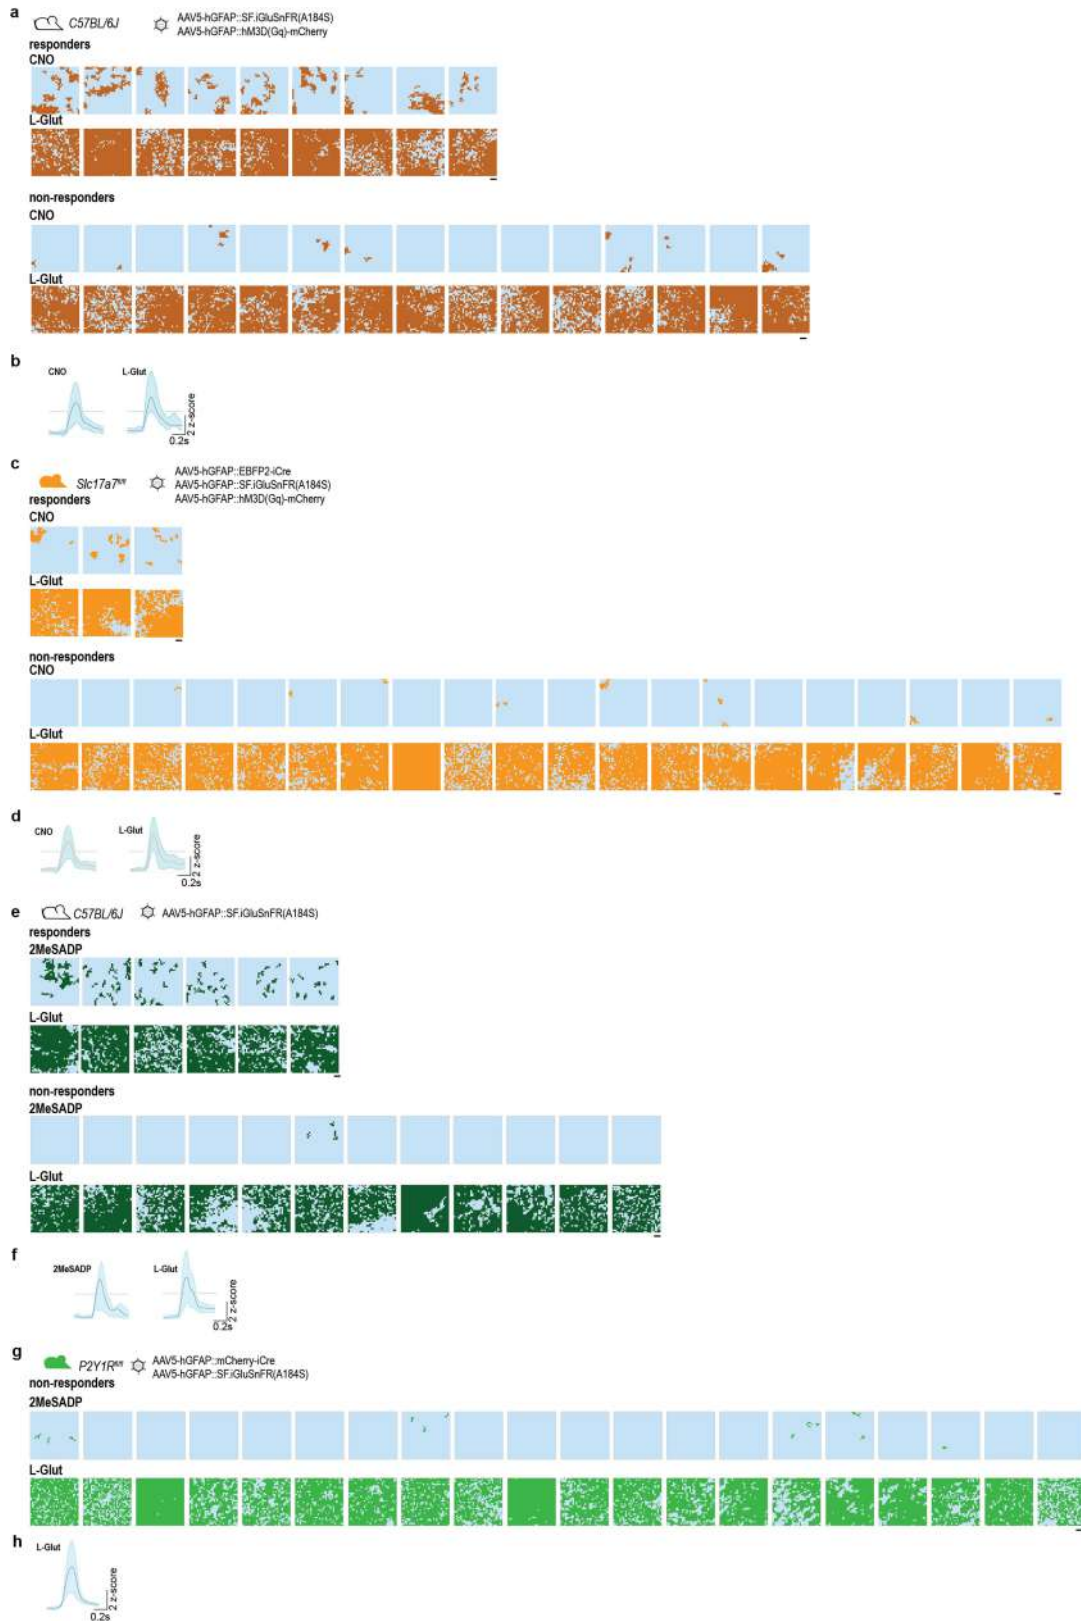 a
C57BL/6J
AAV5-hGFAP::SF.iGluSnFR(A184S)
AAV5-hGFAP::hM3D(Gq)-mCherry
responders
CNO
L-Glut
non-responders
CNO
L-Glut
b
CNO
L-Glut
2 z-score
0.2s
c
Slc17a7fl/fl
AAV5-hGFAP::EBFP2-iCre
AAV5-hGFAP::SF.iGluSnFR(A184S)
AAV5-hGFAP::hM3D(Gq)-mCherry
responders
CNO
L-Glut
non-responders
CNO
L-Glut
d
CNO
L-Glut
2 z-score
0.2s
e
C57BL/6J
AAV5-hGFAP::SF.iGluSnFR(A184S)
responders
2MeSADP
L-Glut
non-responders
2MeSADP
L-Glut
f
2MeSADP
L-Glut
2 z-score
0.2s
g
P2Y1Rfl/fl
AAV5-hGFAP::mCherry-iCre
AAV5-hGFAP::SF.iGluSnFR(A184S)
non-responders
2MeSADP
L-Glut
h
L-Glut
2 z-score
0.2s